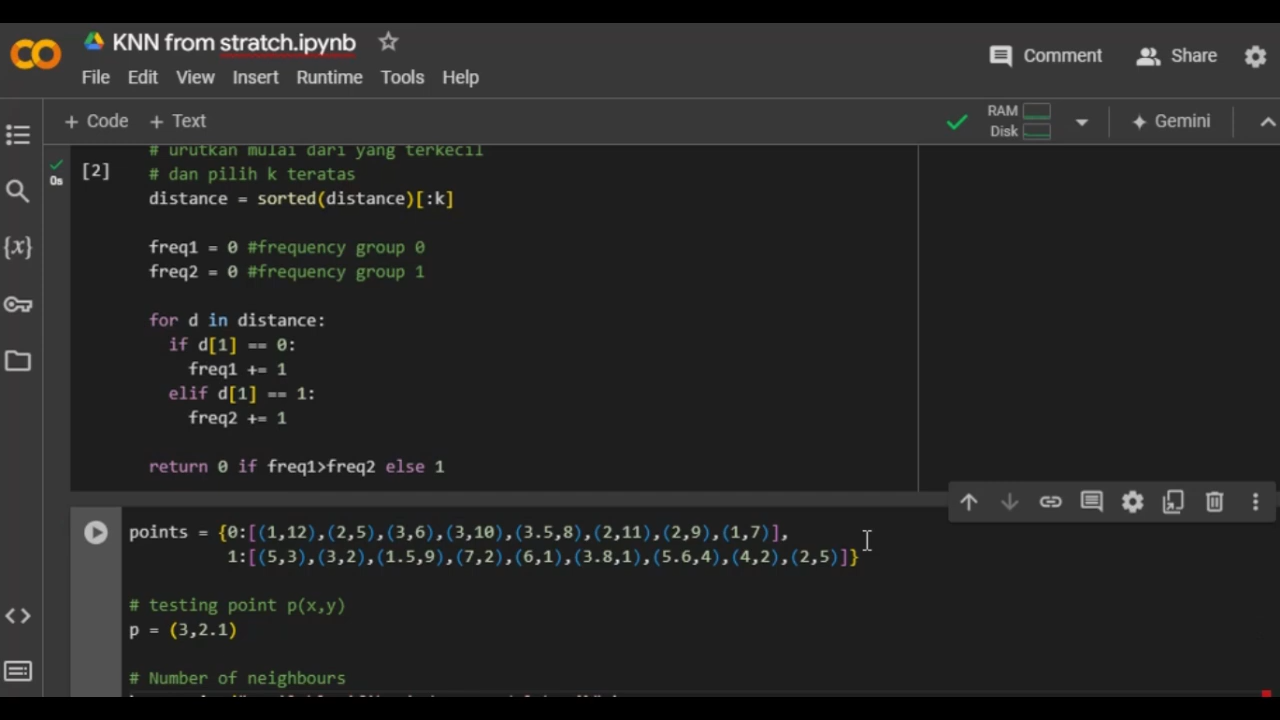 KNN from stratch.ipynb
File Edit View Insert Runtime Tools Help
Comment Share
+ Code + Text
RAM
Disk
Gemini
0s
[2]
# urutkan mulai dari yang terkecil
# dan pilih k teratas
distance = sorted(distance)[:k]
freq1 = 0 #frequency group 0
freq2 = 0 #frequency group 1
for d in distance:
if d[1] == 0:
freq1 += 1
elif d[1] == 1:
freq2 += 1
return 0 if freq1>freq2 else 1
points = {0:[(1,12),(2,5),(3,6),(3,10),(3.5,8),(2,11),(2,9),(1,7)],
1:[(5,3),(3,2),(1.5,9),(7,2),(6,1),(3.8,1),(5.6,4),(4,2),(2,5)]}
# testing point p(x,y)
p = (3,2.1)
# Number of neighbours